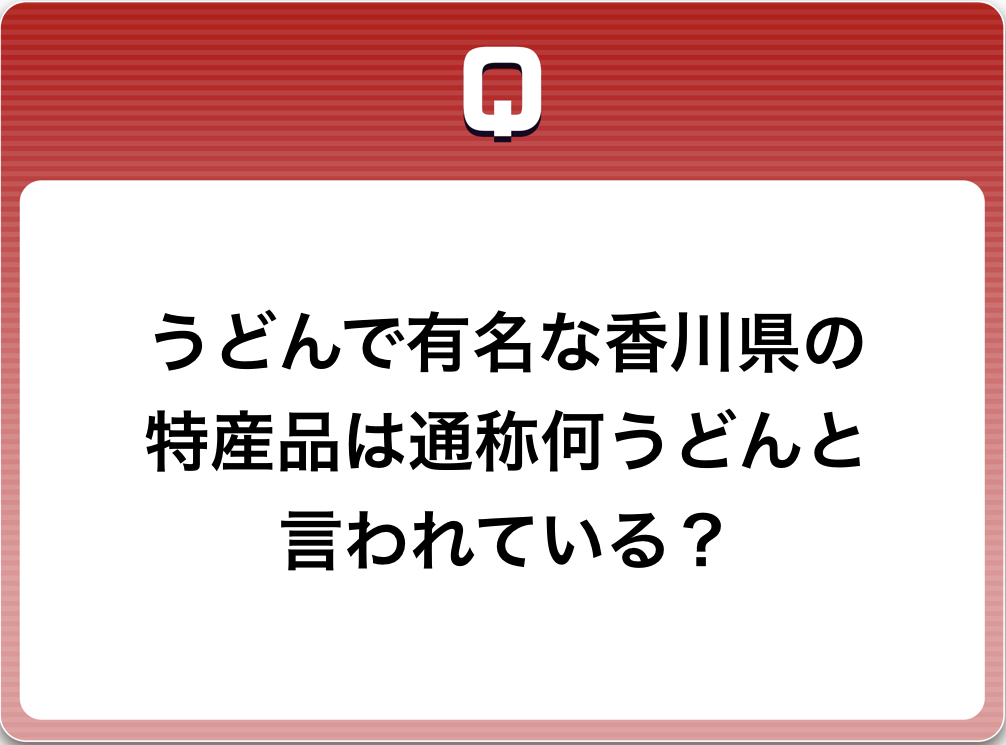 Q
うどんで有名な香川県の
特産品は通称何うどんと
言われている？